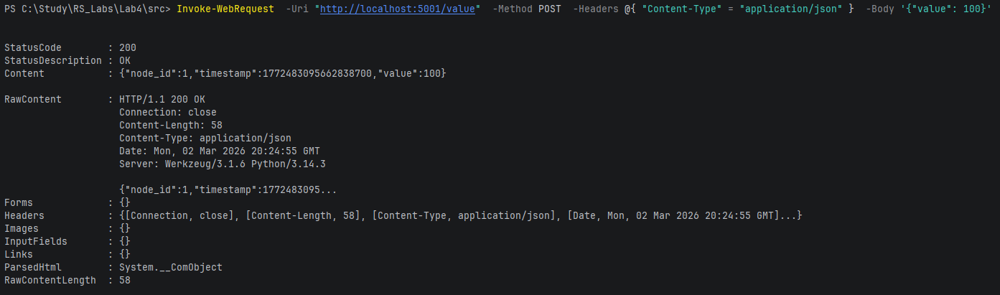 PS C:\Study\RS_Labs\Lab4\src> Invoke-WebRequest  -Uri "http://localhost:5001/value"  -Method POST  -Headers @{ "Content-Type" = "application/json" }  -Body '{"value": 100}'
StatusCode        : 200
StatusDescription : OK
Content           : {"node_id":1,"timestamp":1772483095662838700,"value":100}
RawContent        : HTTP/1.1 200 OK
                    Connection: close
                    Content-Length: 58
                    Content-Type: application/json
                    Date: Mon, 02 Mar 2026 20:24:55 GMT
                    Server: Werkzeug/3.1.6 Python/3.14.3
                    {"node_id":1,"timestamp":1772483095...
Forms             : {}
Headers           : {[Connection, close], [Content-Length, 58], [Content-Type, application/json], [Date, Mon, 02 Mar 2026 20:24:55 GMT]...}
Images            : {}
InputFields       : {}
Links             : {}
ParsedHtml        : System.__ComObject
RawContentLength  : 58